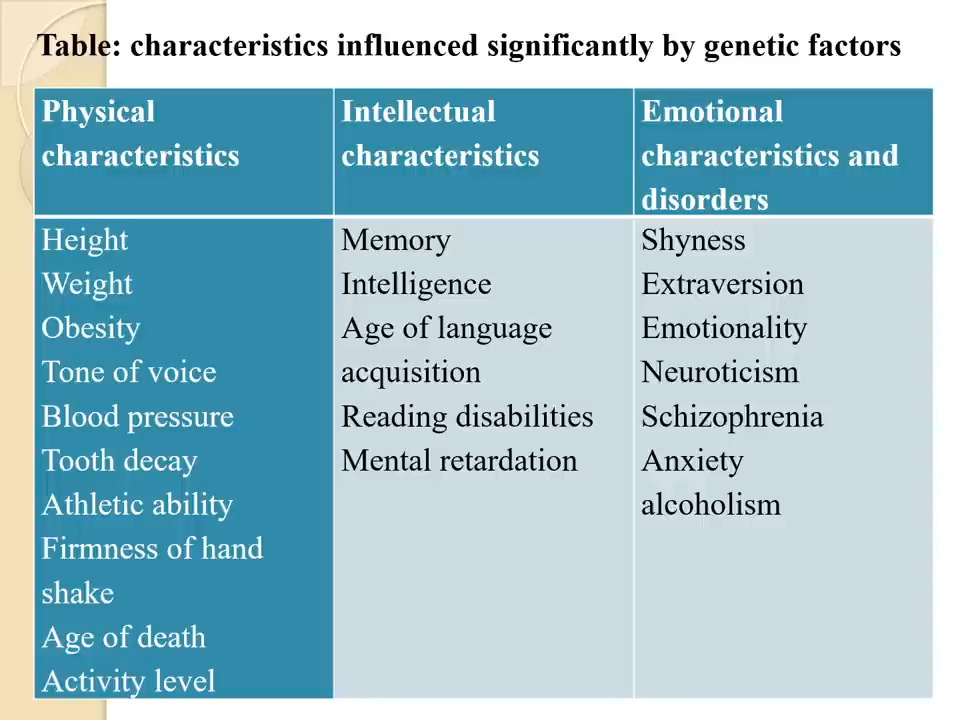 Table: characteristics influenced significantly by genetic factors
Physical
characteristics
Intellectual
characteristics
Emotional
characteristics and
disorders
Height
Weight
Obesity
Tone of voice
Blood pressure
Tooth decay
Athletic ability
Firmness of hand
shake
Age of death
Activity level
Memory
Intelligence
Age of language
acquisition
Reading disabilities
Mental retardation
Shyness
Extraversion
Emotionality
Neuroticism
Schizophrenia
Anxiety
alcoholism